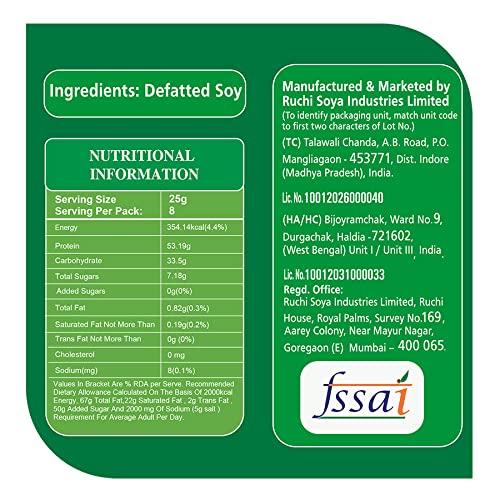 Ingredients: Defatted Soy
NUTRITIONAL
INFORMATION
Serving Size 25g
Serving Per Pack: 8
Energy 354.14kcal(4.4%)
Protein 53.19g
Carbohydrate 33.5g
Total Sugars 7.18g
Added Sugars 0g(0%)
Total Fat 0.82g(0.3%)
Saturated Fat Not More Than 0.19g(0.2%)
Trans Fat Not More Than 0g (0%)
Cholesterol 0 mg
Sodium(mg) 8(0.1%)
Values In Bracket Are % RDA per Serve. Recommended
Dietary Allowance Calculated On The Basis Of 2000kcal
Energy, 67g Total Fat,22g Saturated Fat , 2g Trans Fat ,
50g Added Sugar And 2000 mg Of Sodium (5g salt )
Requirement For Average Adult Per Day.
Manufactured & Marketed by
Ruchi Soya Industries Limited
(To identify packaging unit, match unit code
to first two characters of Lot No.)
(TC) Talawali Chanda, A.B. Road, P.O.
Mangliagaon - 453771, Dist. Indore
(Madhya Pradesh), India.
Lic. No. 10012026000040
(HA/HC) Bijoyramchak, Ward No.9,
Durgachak, Haldia -721602,
(West Bengal) Unit I / Unit III, India
Lic.No.10012031000033
Regd. Office:
Ruchi Soya Industries Limited, Ruchi
House, Royal Palms, Survey No.169,
Aarey Colony, Near Mayur Nagar,
Goregaon (E) Mumbai – 400 065.
fssai